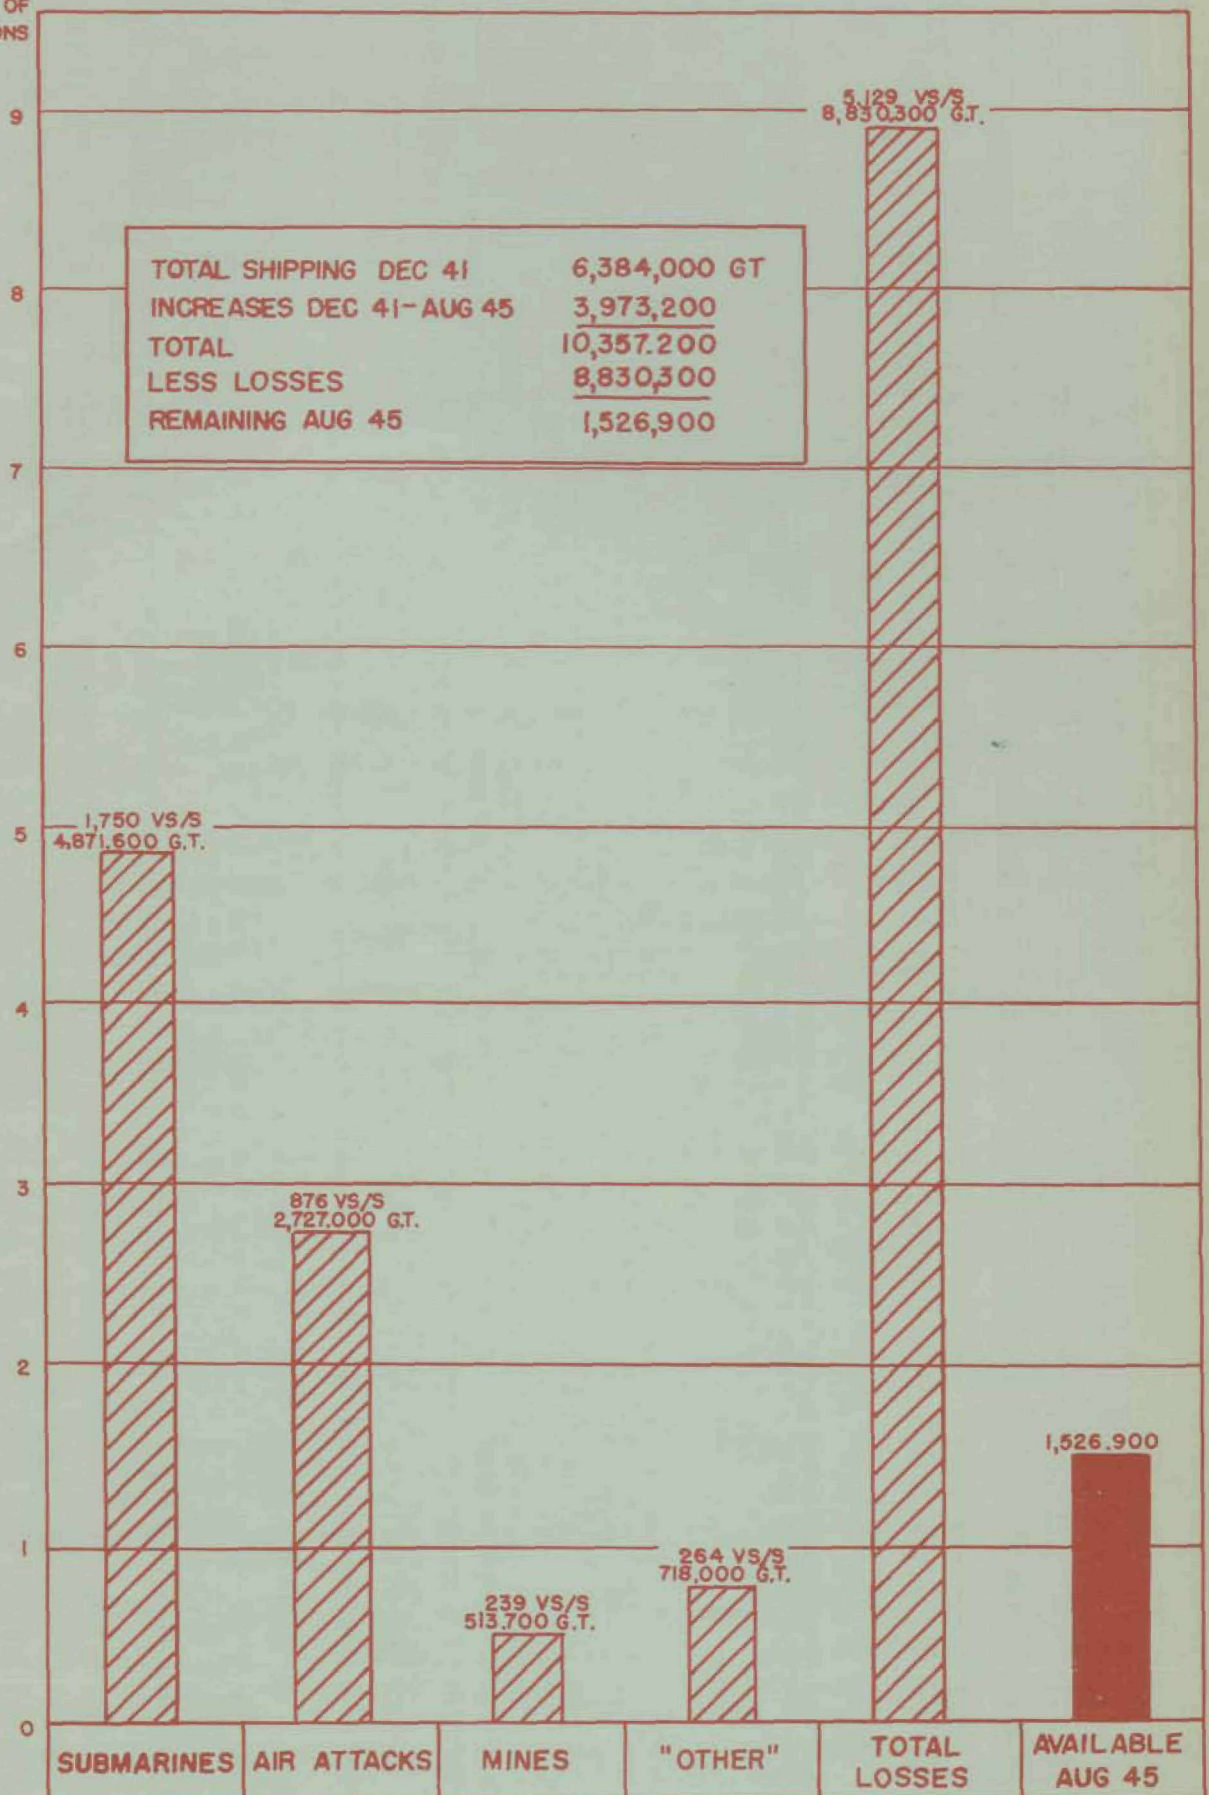 OF
ONS
9
5,129 VS/S
8,830,300 G.T.
TOTAL SHIPPING DEC 41 6,384,000 GT
INCREASES DEC 41-AUG 45 3,973,200
TOTAL 10,357.200
LESS LOSSES 8,830,300
REMAINING AUG 45 1,526,900
8
7
6
5
1,750 VS/S
4,871.600 G.T.
4
3
876 VS/S
2,727.000 G.T.
2
1,526.900
1
264 VS/S
718,000 G.T.
239 VS/S
513.700 G.T.
0
SUBMARINES AIR ATTACKS MINES "OTHER" TOTAL LOSSES AVAILABLE AUG 45